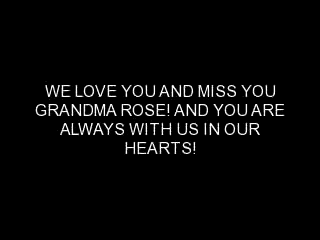 WE LOVE YOU AND MISS YOU
GRANDMA ROSE! AND YOU ARE
ALWAYS WITH US IN OUR
HEARTS!